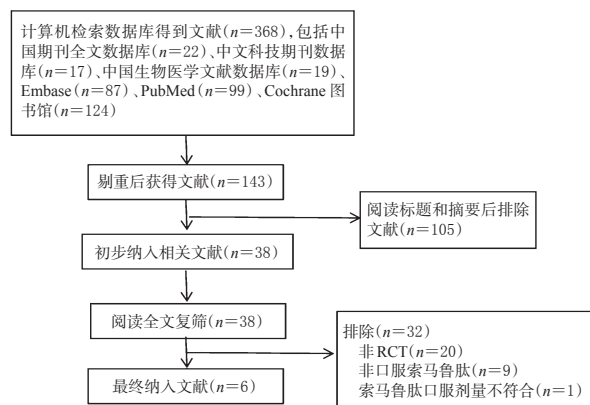 计算机检索数据库得到文献(n=368)，包括中
国期刊全文数据库(n=22)、中文科技期刊数据
库(n=17)、中国生物医学文献数据库(n=19)、
Embase(n=87)、PubMed(n=99)、Cochrane 图
书馆(n=124)
剔重后获得文献(n=143)
阅读标题和摘要后排除
文献(n=105)
初步纳入相关文献(n=38)
阅读全文复筛(n=38)
排除(n=32)
非RCT(n=20)
非口服索马鲁肽(n=9)
索马鲁肽口服剂量不符合(n=1)
最终纳入文献(n=6)